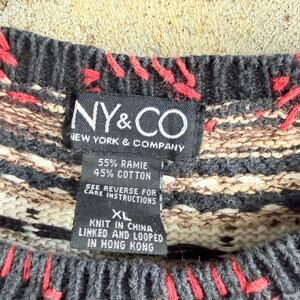 NY&CO
NEW YORK & COMPANY
55% RAMIE
45% COTTON
SEE REVERSE FOR
CARE INSTRUCTIONS
XL
KNIT IN CHINA
LINKED AND LOOPED
IN HONG KONG